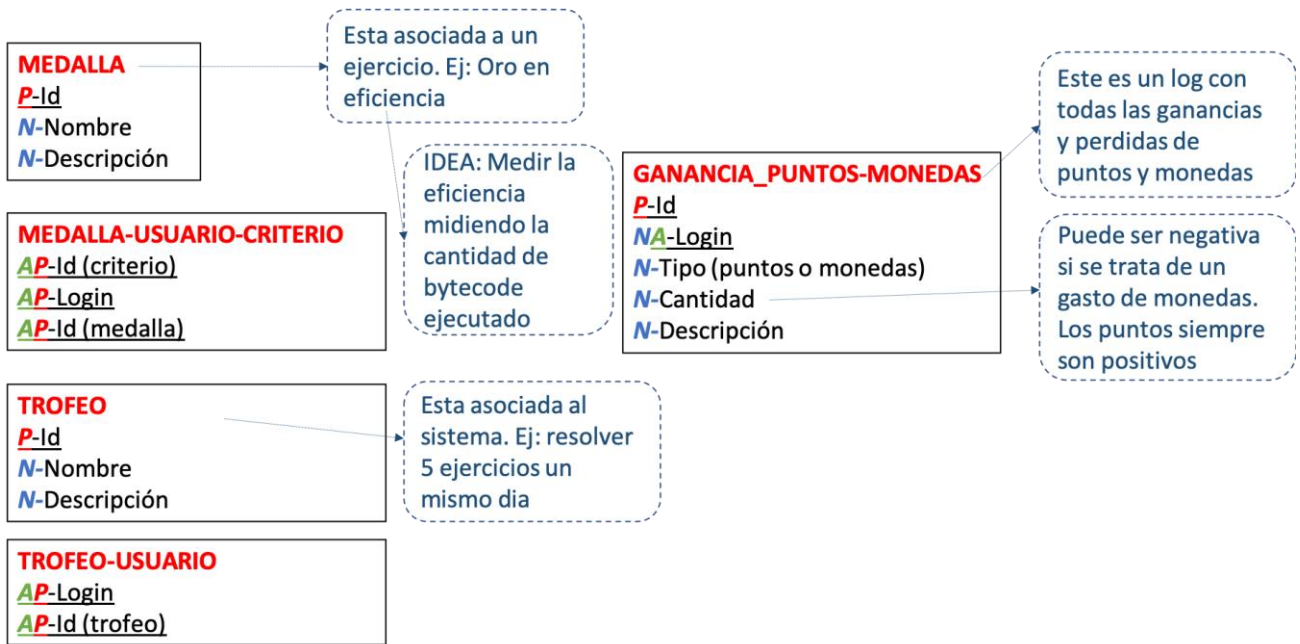 MEDALLA
P-Id
N-Nombre
N-Descripción
Esta asociada a un
ejercicio. Ej: Oro en
eficiencia
IDEA: Medir la
eficiencia
midiendo la
cantidad de
bytecode
ejecutado
MEDALLA-USUARIO-CRITERIO
AP-Id (criterio)
AP-Login
AP-Id (medalla)
TROFEO
P-Id
N-Nombre
N-Descripción
Esta asociada al
sistema. Ej: resolver
5 ejercicios un
mismo dia
TROFEO-USUARIO
AP-Login
AP-Id (trofeo)
GANANCIA_PUNTOS-MONEDAS
P-Id
NA-Login
N-Tipo (puntos o monedas)
N-Cantidad
N-Descripción
Este es un log con
todas las ganancias
y perdidas de
puntos y monedas
Puede ser negativa
si se trata de un
gasto de monedas.
Los puntos siempre
son positivos